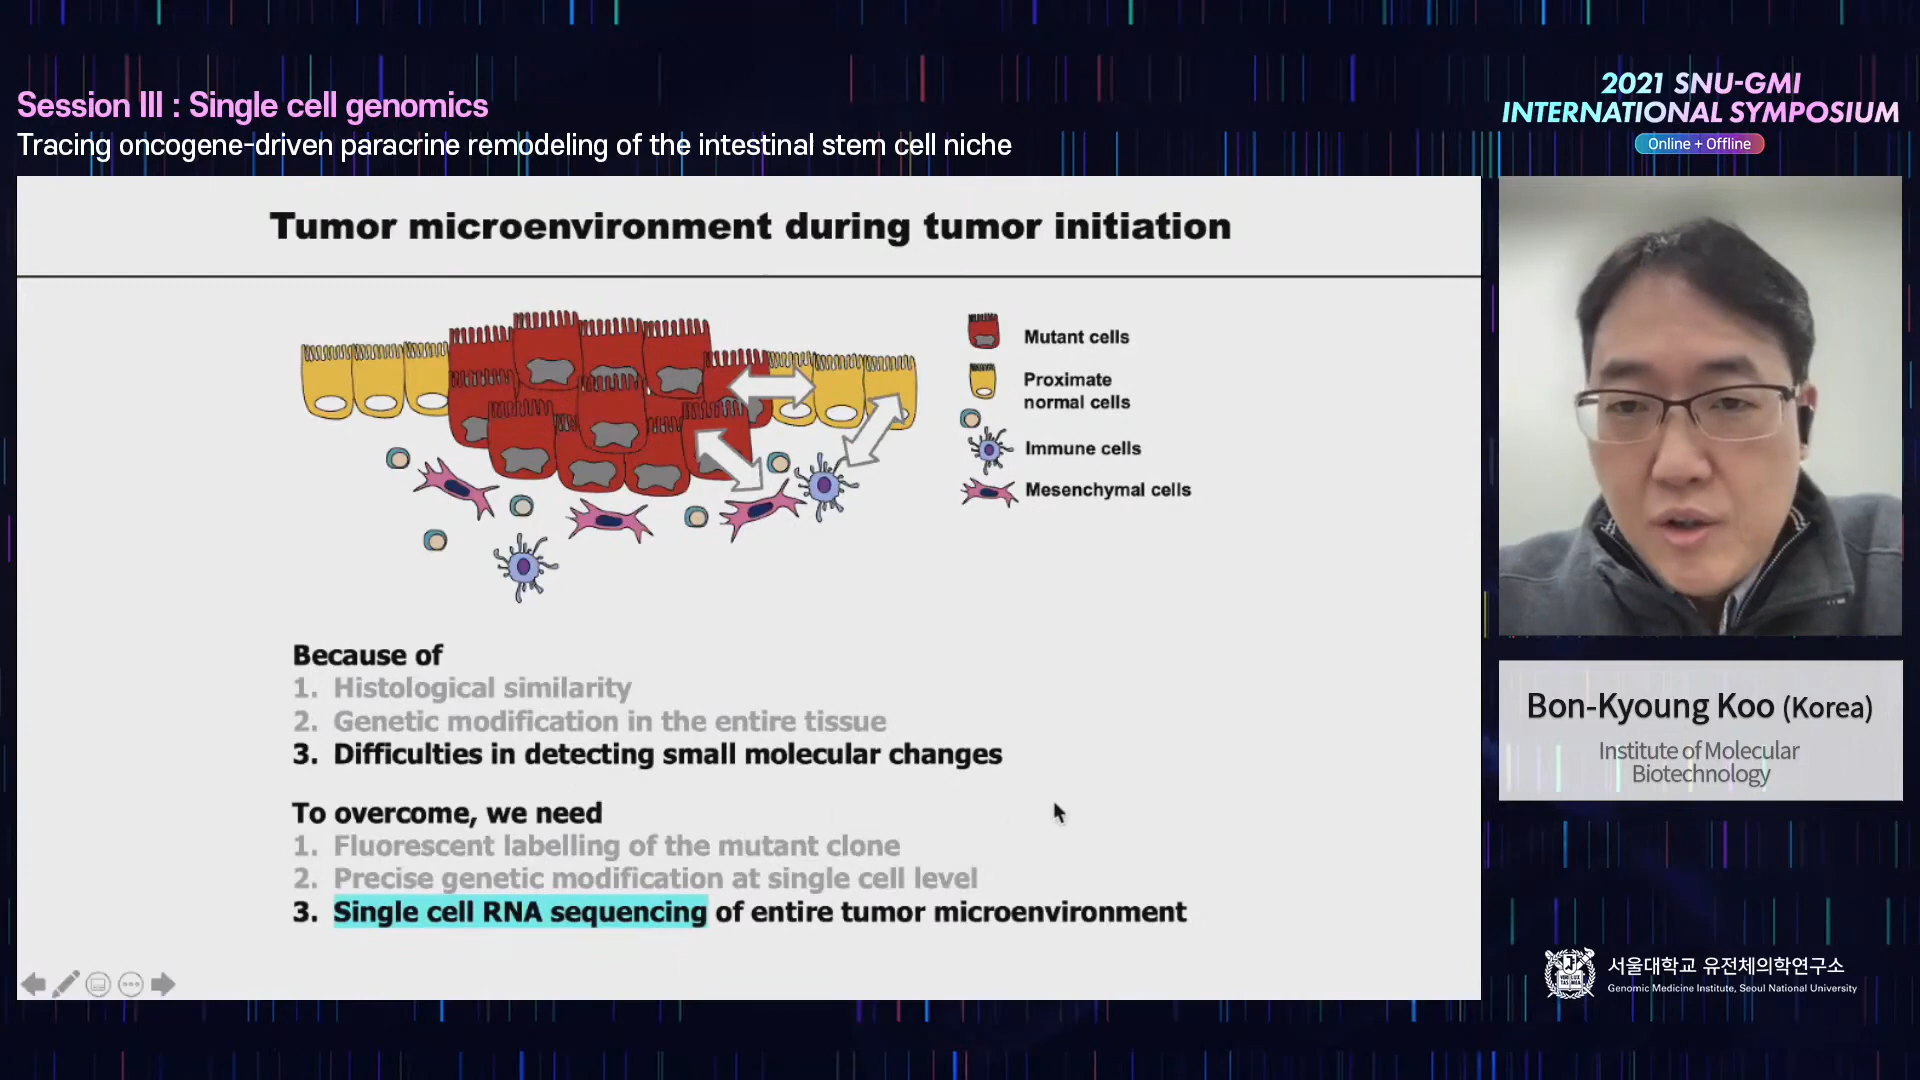 Session III : Single cell genomics
Tracing oncogene-driven paracrine remodeling of the intestinal stem cell niche
2021 SNU-GMI
INTERNATIONAL SYMPOSIUM
Online + Offline
Tumor microenvironment during tumor initiation
Mutant cells
Proximate
normal cells
Immune cells
Mesenchymal cells
Because of
1. Histological similarity
2. Genetic modification in the entire tissue
3. Difficulties in detecting small molecular changes
To overcome, we need
1. Fluorescent labelling of the mutant clone
2. Precise genetic modification at single cell level
3. Single cell RNA sequencing of entire tumor microenvironment
Bon-Kyoung Koo (Korea)
Institute of Molecular
Biotechnology
서울대학교 유전체의학연구소
Genomic Medicine Institute, Seoul National University